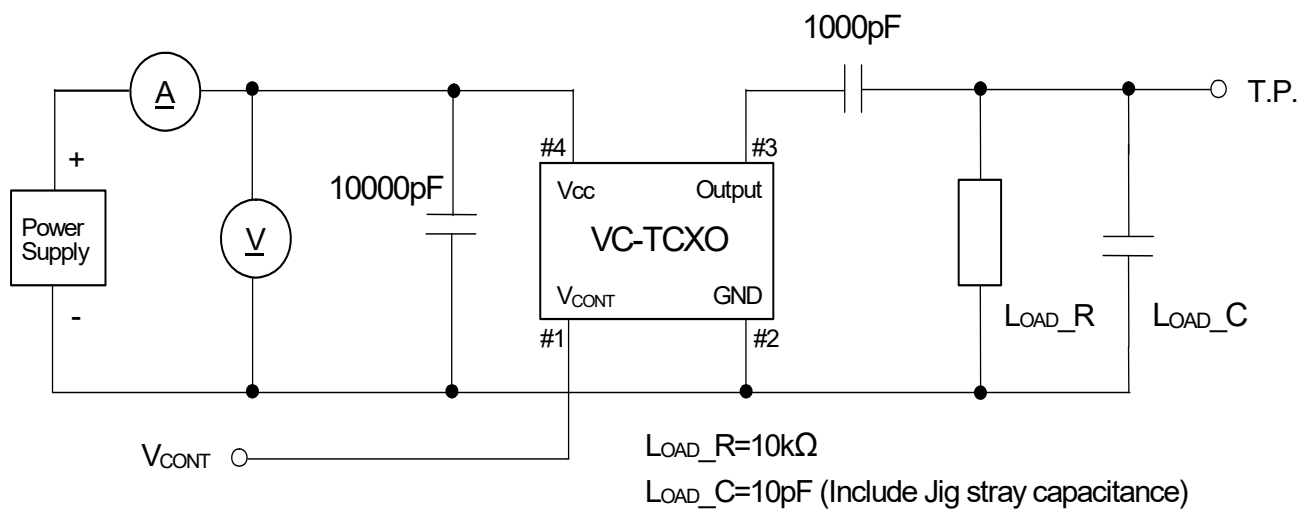 1000pF
A
T.P.
#4
#3
+
10000pF
Vcc
Output
Power
Supply
V
VC-TCXO
VCONT
GND
-
#1
#2
LOAD_R
LOAD_C
VCONT
LOAD_R=10kΩ
LOAD_C=10pF (Include Jig stray capacitance)